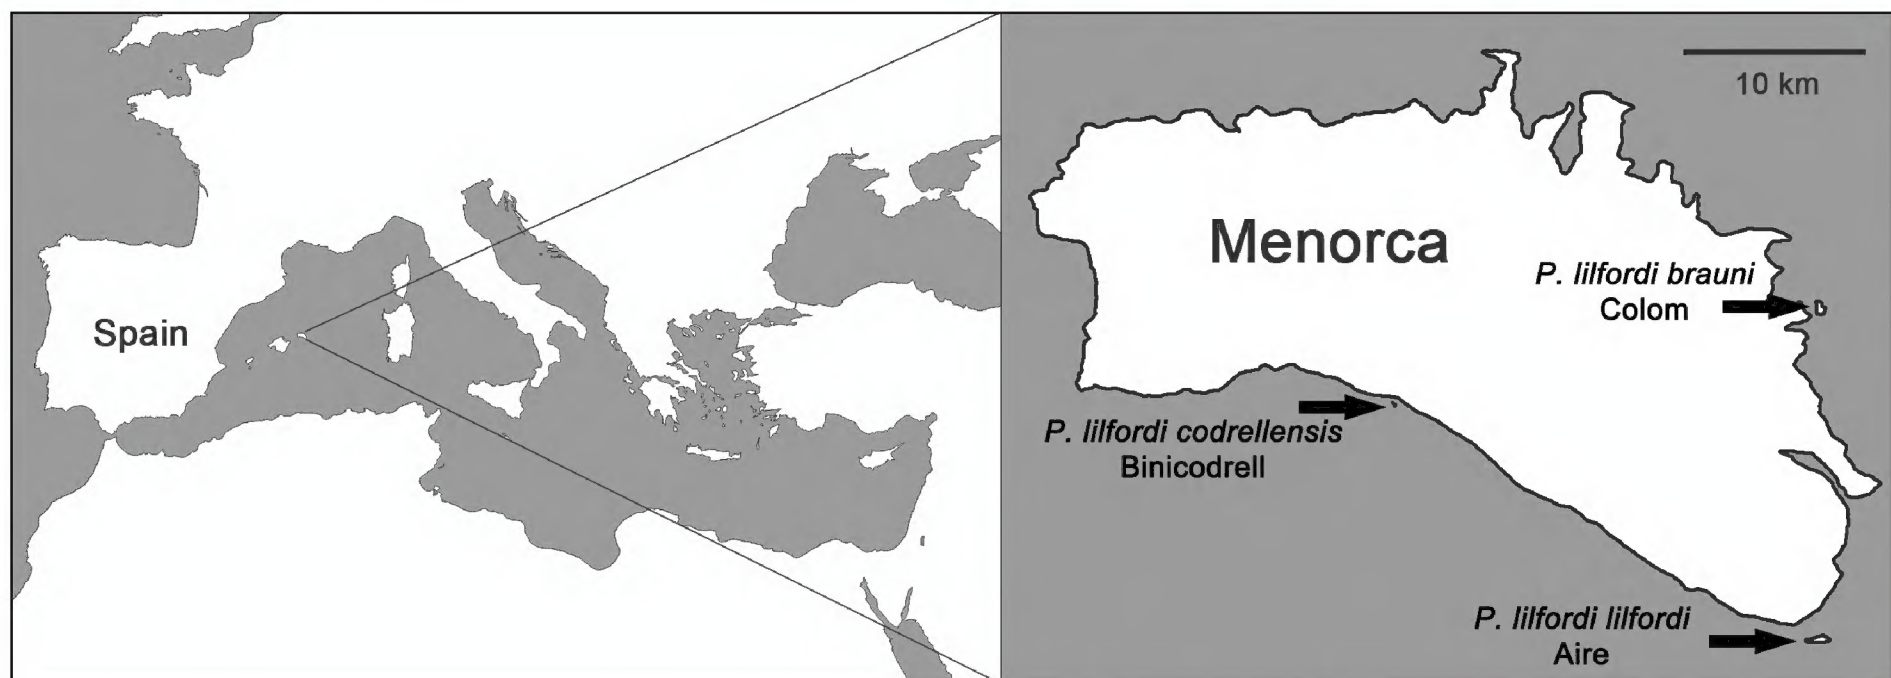 Spain
10 km
Menorca
P. lilfordi brauni
Colom
P. lilfordi codrellensis
Binicodrell
P. lilfordi lilfordi
Aire